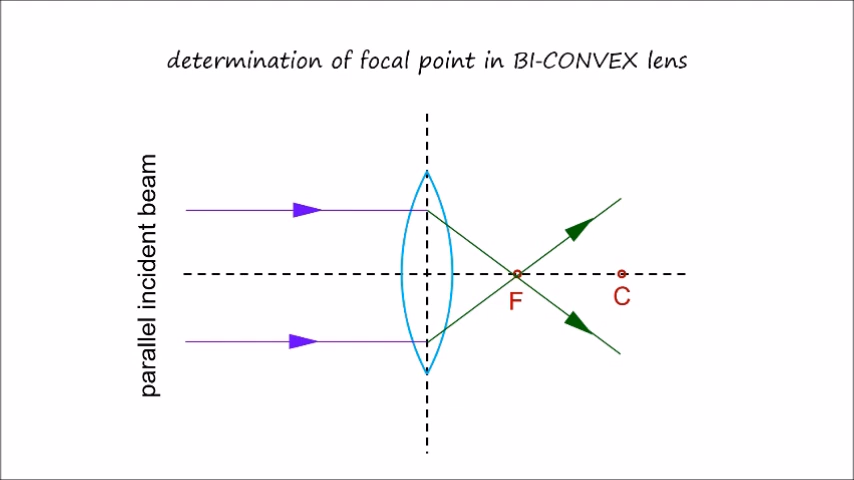 determination of focal point in BI-CONVEX lens
parallel incident beam
F
C